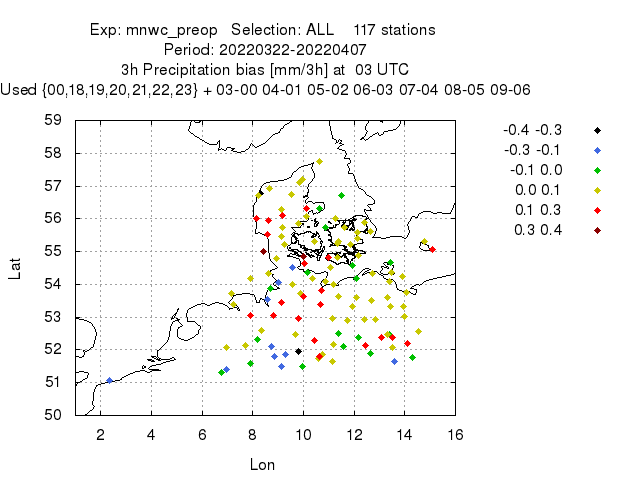 Exp: mnwc_preop   Selection: ALL    117 stations
Period: 20220322-20220407
3h Precipitation bias [mm/3h] at  03 UTC
Used {00,18,19,20,21,22,23} + 03-00 04-01 05-02 06-03 07-04 08-05 09-06
59
58
57
56
55
54
53
52
51
50
Lat
2 4 6 8 10 12 14 16
Lon
-0.4 -0.3
-0.3 -0.1
-0.1 0.0
0.0 0.1
0.1 0.3
0.3 0.4